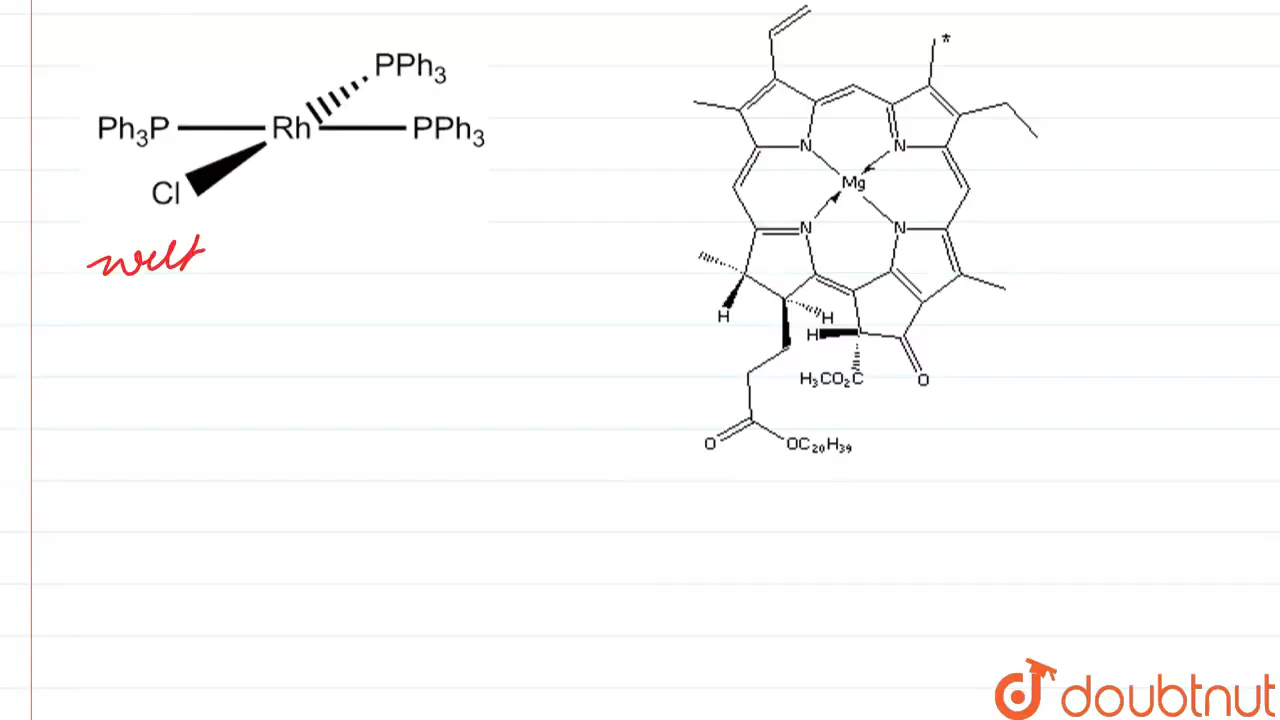 PPh₃
Ph₃P Rh PPh₃
Cl
*
N N
Mg
N N
H H H
H₃CO₂C O
O OC₂₀H₃₉
doubtnut